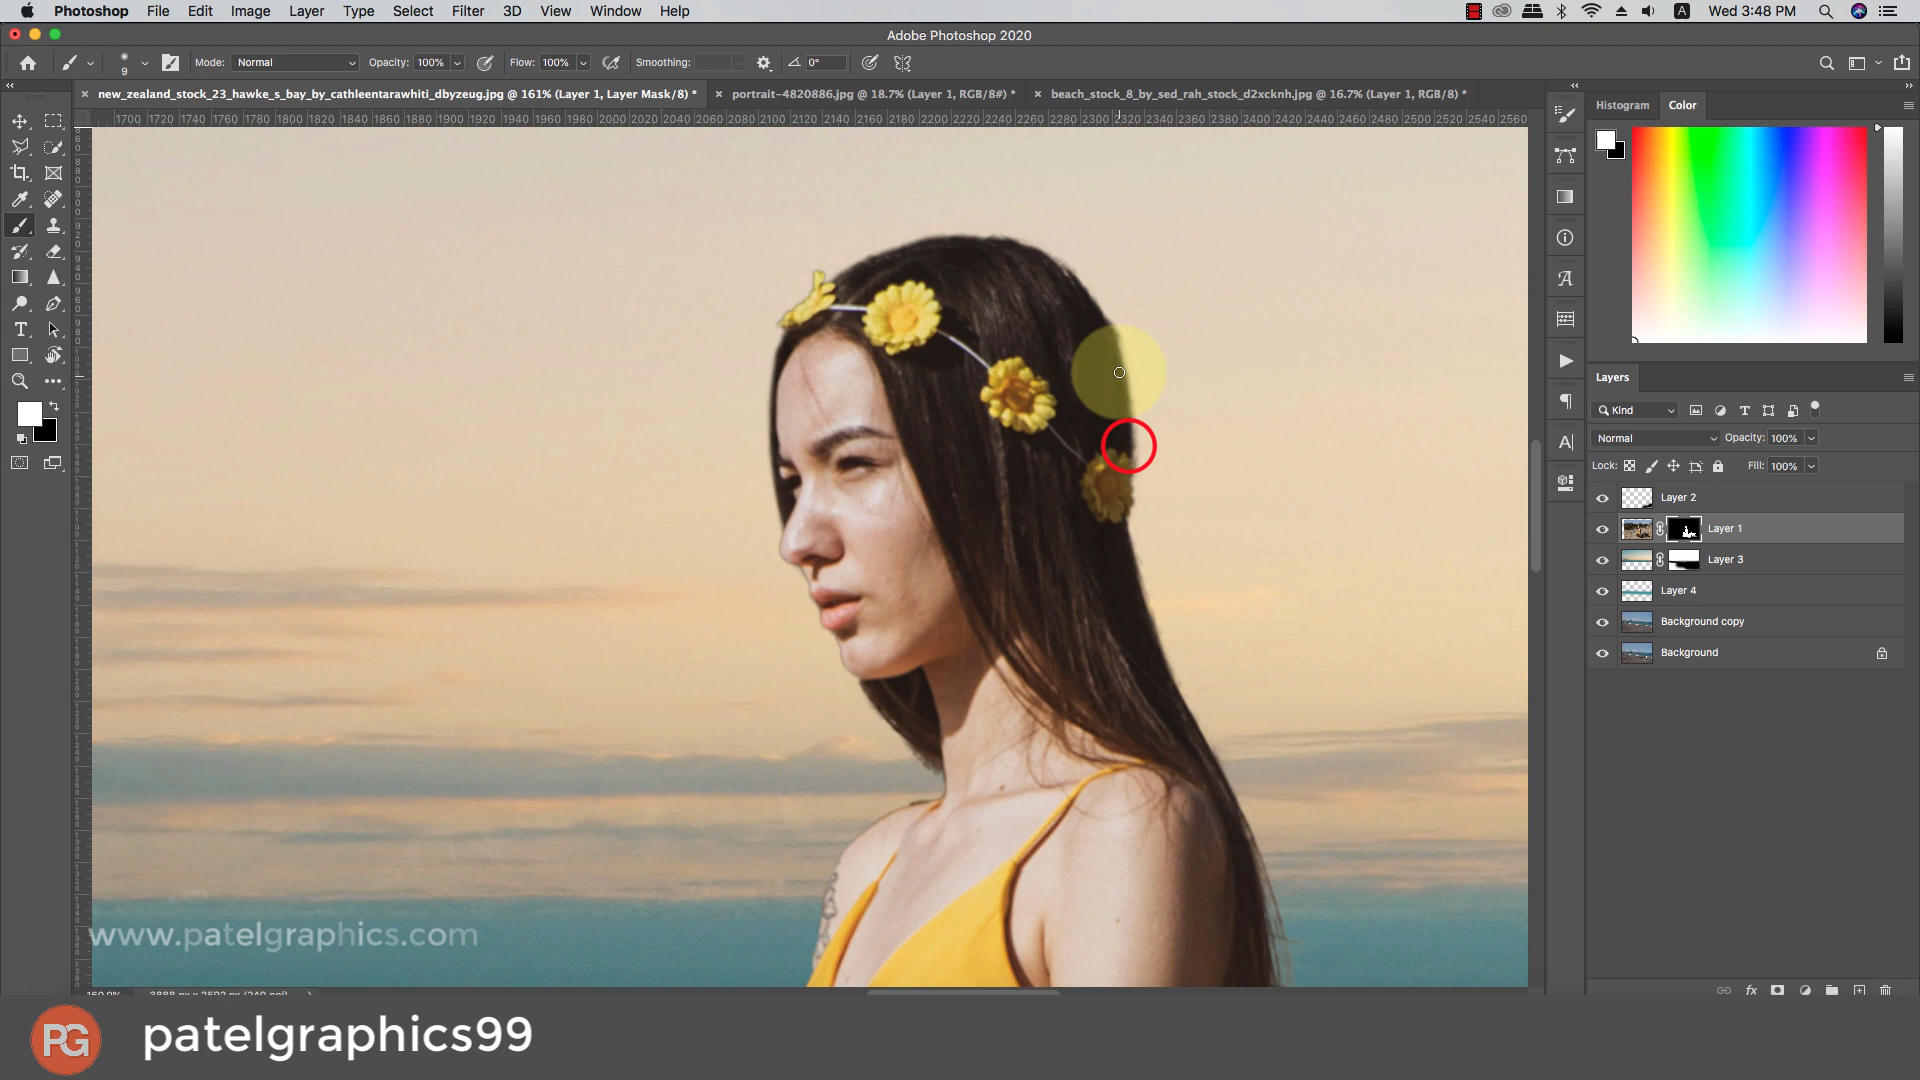 Photoshop File Edit Image Layer Type Select Filter 3D View Window Help A Wed 3:48 PM
Adobe Photoshop 2020
9 Mode: Normal Opacity: 100% Flow: 100% Smoothing: 0°
new_zealand_stock_23_hawke_s_bay_by_cathleentarawhiti_dbyzeug.jpg @ 161% (Layer 1, Layer Mask/8) * portrait-4820886.jpg @ 18.7% (Layer 1, RGB/8#) * beach_stock_8_by_sed_rah_stock_d2xcknh.jpg @ 16.7% (Layer 1, RGB/8) *
1700 1720 1740 1760 1780 1800 1820 1840 1860 1880 1900 1920 1940 1960 1980 2000 2020 2040 2060 2080 2100 2120 2140 2160 2180 2200 2220 2240 2260 2280 2300 2320 2340 2360 2380 2400 2420 2440 2460 2480 2500 2520 2540 2560
Histogram Color
Layers
Kind
Normal Opacity: 100%
Lock: Fill: 100%
Layer 2
Layer 1
Layer 3
Layer 4
Background copy
Background
www.patelgraphics.com
PG patelgraphics99